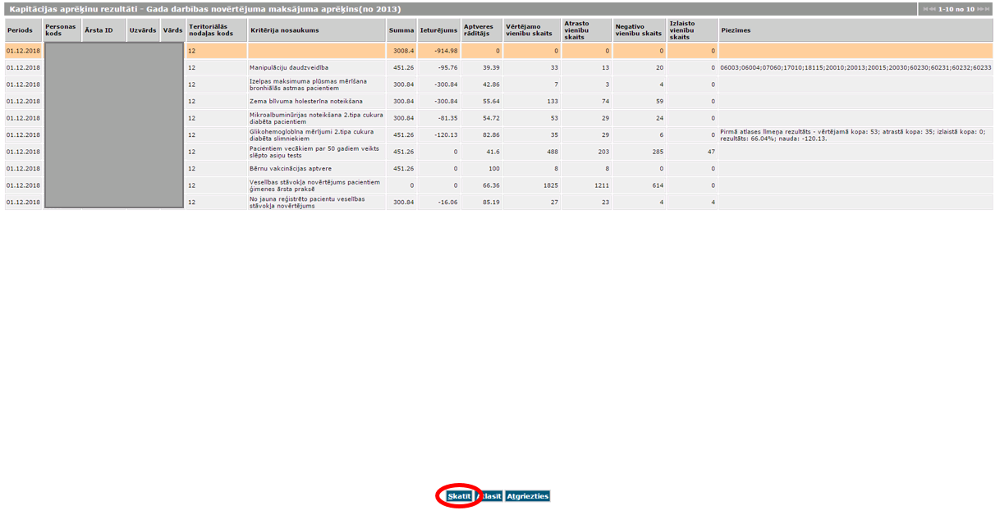 Kapitācijas aprēķinu rezultāti - Gada darbības novērtējuma maksājuma aprēķins(no 2013) 1-10 no 10
Periods Personas kods Ārsta ID Uzvārds Vārds Teritoriālās nodaļas kods Kritērija nosaukums Summa Ieturējums Aptveres rādītājs Vērtējamo vienību skaits Atrasto vienību skaits Negatīvo vienību skaits Izlaisto vienību skaits Piezīmes
01.12.2018 12 3008.4 -914.98 0 0 0 0 0
01.12.2018 12 Manipulāciju daudzveidība 451.26 -95.76 39.39 33 13 20 0 06003;06004;07060;17010;18115;20010;20013;20015;20030;60230;60231;60232;60233
01.12.2018 12 Izelpas maksimuma plūsmas mērīšana bronhiālās astmas pacientiem 300.84 -300.84 42.86 7 3 4 0
01.12.2018 12 Zema blīvuma holesterīna noteikšana 300.84 -300.84 55.64 133 74 59 0
01.12.2018 12 Mikroalbuminūrijas noteikšana 2.tipa cukura diabēta pacientiem 300.84 -81.35 54.72 53 29 24 0
01.12.2018 12 Glikohemoglobīna mērījumi 2.tipa cukura diabēta slimniekiem 451.26 -120.13 82.86 35 29 6 0 Pirmā atlases līmeņa rezultāts - vērtējamā kopa: 53; atrastā kopa: 35; izlaistā kopa: 0; rezultāts: 66.04%; nauda: -120.13.
01.12.2018 12 Pacientiem vecākiem par 50 gadiem veikts slēpto asiņu tests 451.26 0 41.6 488 203 285 47
01.12.2018 12 Bērnu vakcinācijas aptvere 451.26 0 100 8 8 0 0
01.12.2018 12 Veselības stāvokļa novērtējums pacientiem ģimenes ārsta praksē 0 0 66.36 1825 1211 614 0
01.12.2018 12 No jauna reģistrēto pacientu veselības stāvokļa novērtējums 300.84 -16.06 85.19 27 23 4 4
Skatīt Atlasīt Atgriezties